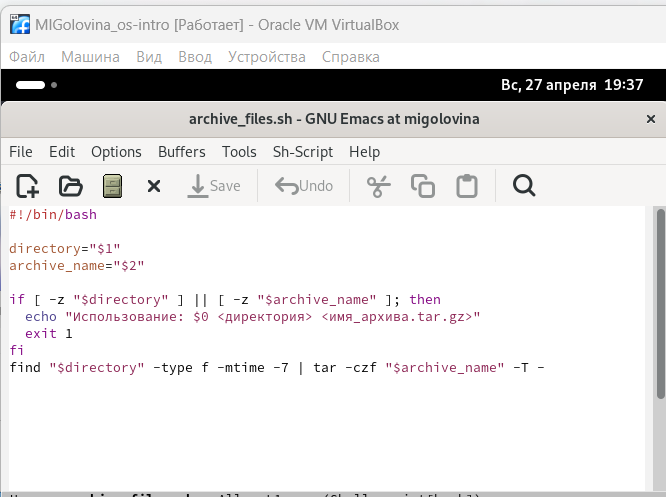 MIGolovina_os-intro [Работает] - Oracle VM VirtualBox
Файл Машина Вид Ввод Устройства Справка
Вс, 27 апреля 19:37
archive_files.sh - GNU Emacs at migolovina
File Edit Options Buffers Tools Sh-Script Help
Save Undo
#!/bin/bash
directory="$1"
archive_name="$2"
if [ -z "$directory" ] || [ -z "$archive_name" ]; then
echo "Использование: $0 <директория> <имя_архива.tar.gz>"
exit 1
fi
find "$directory" -type f -mtime -7 | tar -czf "$archive_name" -T -